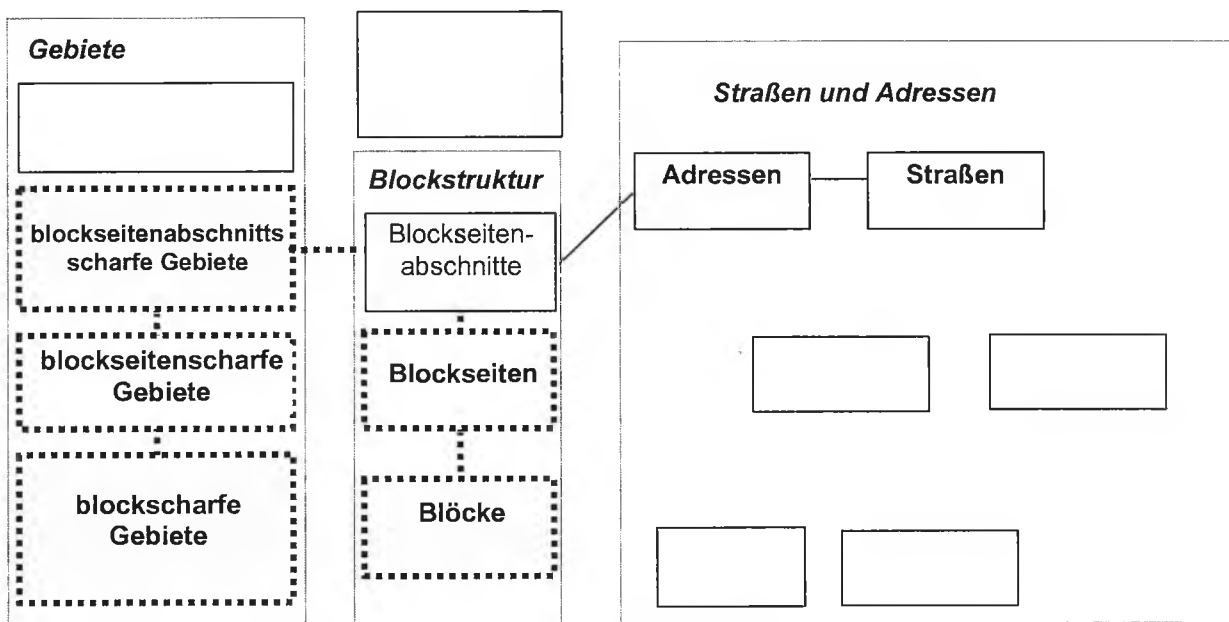 Gebiete
blockseitenabschnitts
scharfe Gebiete
blockseitenscharfe
Gebiete
blockscharfe
Gebiete
Blockstruktur
Blockseiten-
abschnitte
Blockseiten
Blöcke
Straßen und Adressen
Adressen
Straßen